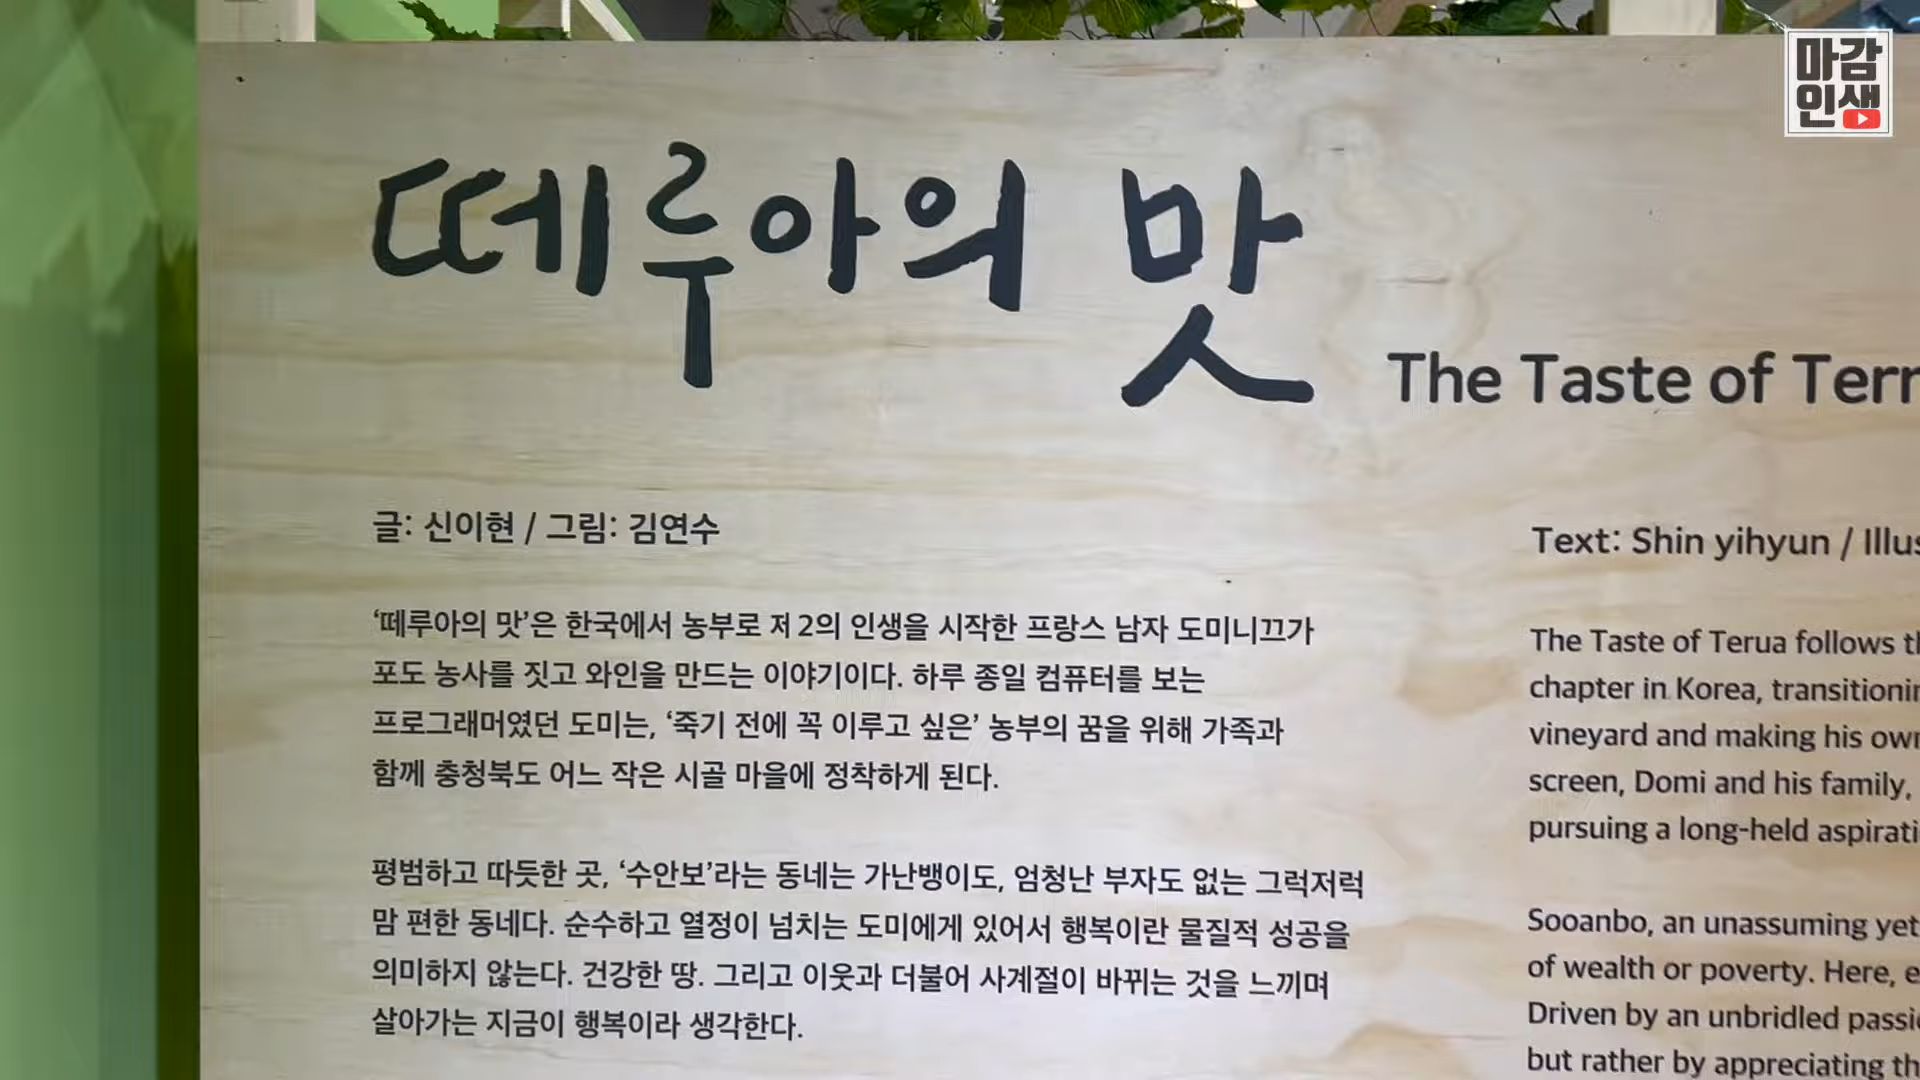 마감
인생
떼루아의 맛
The Taste of Terr
글: 신이현 / 그림: 김연수
‘떼루아의 맛’은 한국에서 농부로 저 2의 인생을 시작한 프랑스 남자 도미니끄가
포도 농사를 짓고 와인을 만드는 이야기이다. 하루 종일 컴퓨터를 보는
프로그래머였던 도미는, ‘죽기 전에 꼭 이루고 싶은’ 농부의 꿈을 위해 가족과
함께 충청북도 어느 작은 시골 마을에 정착하게 된다.
평범하고 따듯한 곳, ‘수안보’라는 동네는 가난뱅이도, 엄청난 부자도 없는 그럭저럭
맘 편한 동네다. 순수하고 열정이 넘치는 도미에게 있어서 행복이란 물질적 성공을
의미하지 않는다. 건강한 땅. 그리고 이웃과 더불어 사계절이 바뀌는 것을 느끼며
살아가는 지금이 행복이라 생각한다.
Text: Shin yihyun / Illus
The Taste of Terua follows th
chapter in Korea, transitionin
vineyard and making his own
screen, Domi and his family,
pursuing a long-held aspirati
Sooanbo, an unassuming yet
of wealth or poverty. Here, e
Driven by an unbridled passi
but rather by appreciating th